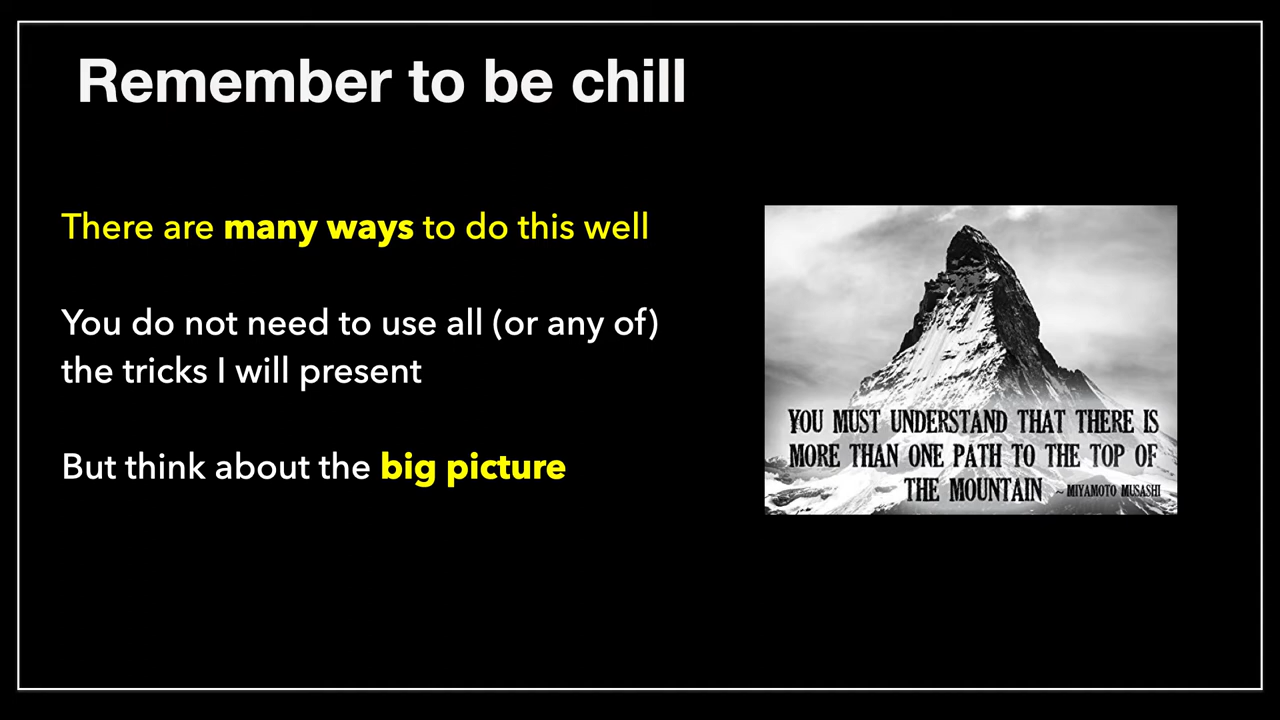 Remember to be chill
There are many ways to do this well
You do not need to use all (or any of)
the tricks I will present
But think about the big picture
YOU MUST UNDERSTAND THAT THERE IS
MORE THAN ONE PATH TO THE TOP OF
THE MOUNTAIN ~ MIYAMOTO MUSASHI